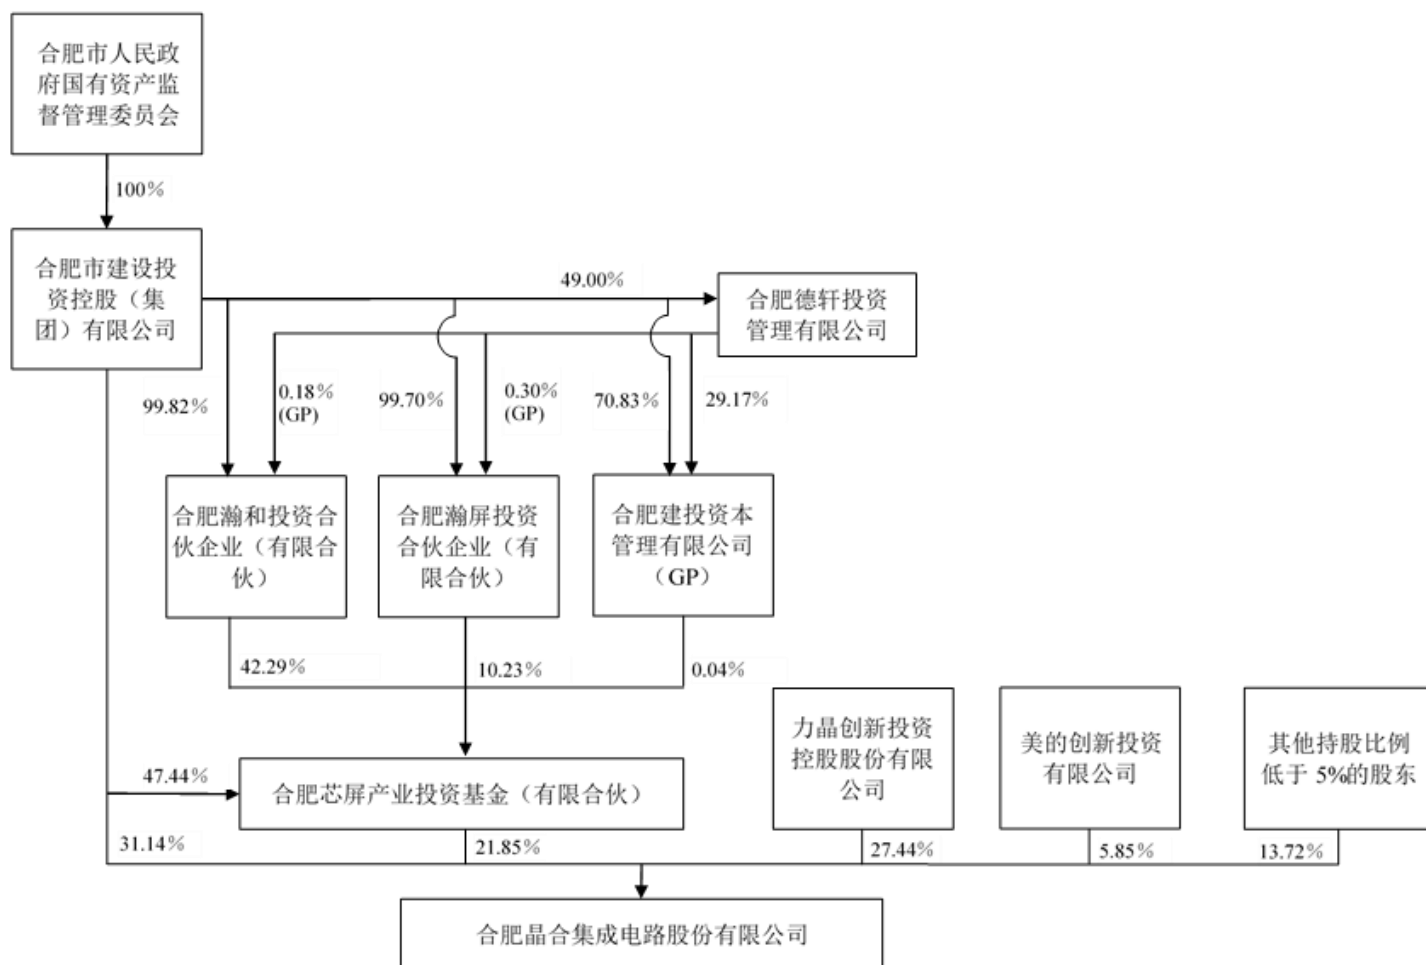 合肥市人民政
府国有资产监
督管理委员会
100%
合肥市建设投
资控股（集
团）有限公司
49.00%
合肥德轩投资
管理有限公司
99.82%
0.18%
(GP)
99.70%
0.30%
(GP)
70.83%
29.17%
合肥瀚和投资合
伙企业（有限合
伙）
合肥瀚屏投资
合伙企业（有
限合伙）
合肥建投资本
管理有限公司
（GP）
42.29%
10.23%
0.04%
力晶创新投资
控股股份有限
公司
美的创新投资
有限公司
其他持股比例
低于 5%的股东
47.44%
合肥芯屏产业投资基金（有限合伙）
31.14%
21.85%
27.44%
5.85%
13.72%
合肥晶合集成电路股份有限公司